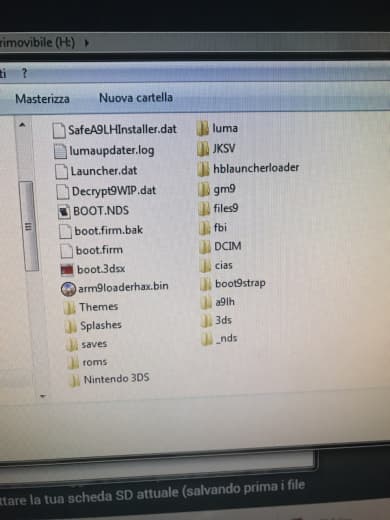 rimovibile (H:)
ti ?
Masterizza Nuova cartella
SafeA9LHInstaller.dat
lumaupdater.log
Launcher.dat
Decrypt9WIP.dat
BOOT.NDS
boot.firm.bak
boot.firm
boot.3dsx
arm9loaderhax.bin
Themes
Splashes
saves
roms
Nintendo 3DS
luma
JKSV
hblauncherloader
gm9
files9
fbi
DCIM
cias
boot9strap
a9lh
3ds
_nds
ttare la tua scheda SD attuale (salvando prima i file